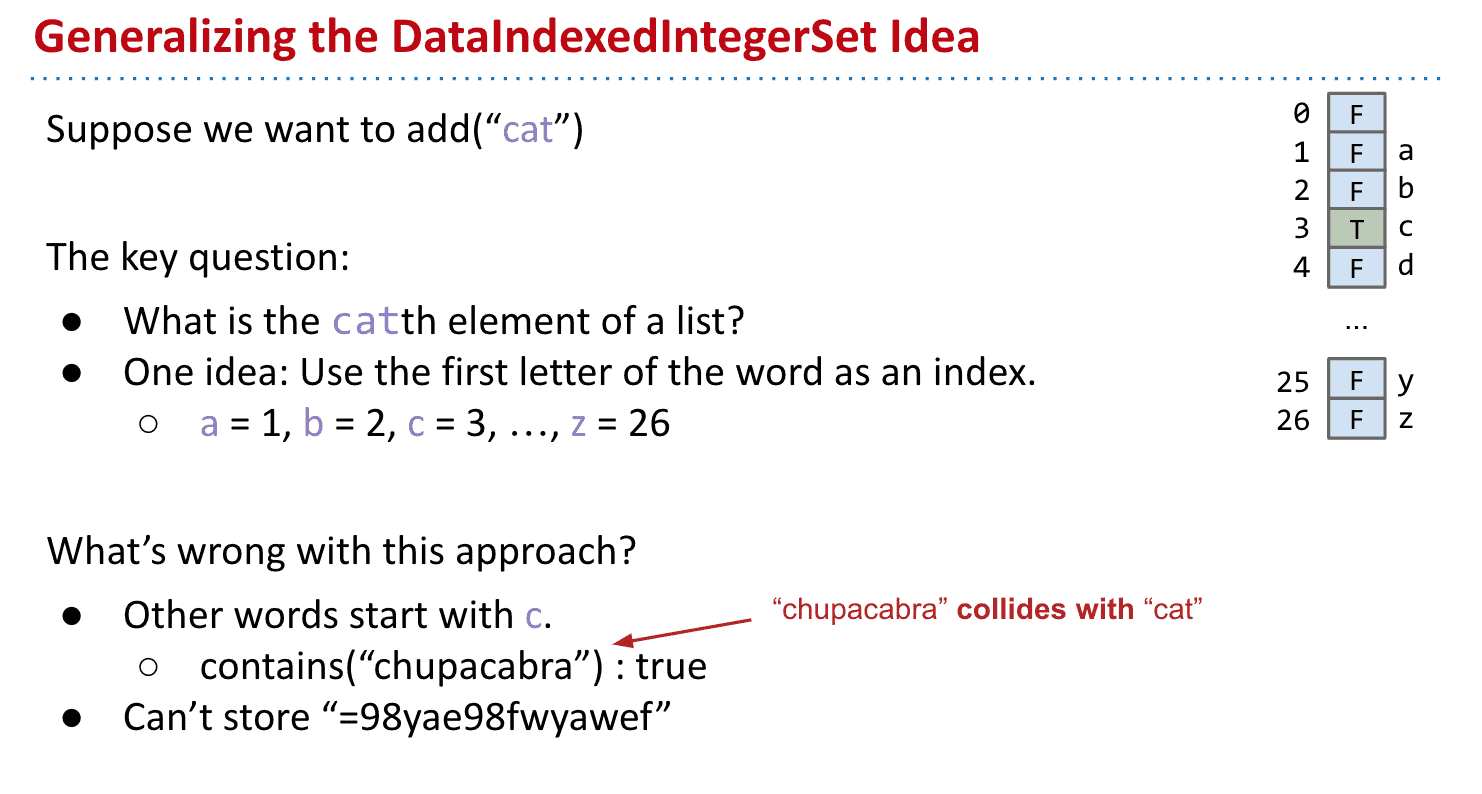 Generalizing the DataIndexedIntegerSet Idea
Suppose we want to add(“cat”)
The key question:
● What is the catth element of a list?
● One idea: Use the first letter of the word as an index.
○ a = 1, b = 2, c = 3, …, z = 26
What’s wrong with this approach?
● Other words start with c.
○ contains(“chupacabra”) : true
● Can’t store “=98yae98fwyawef”
“chupacabra” collides with “cat”
0 F
1 F a
2 F b
3 T c
4 F d
...
25 F y
26 F z